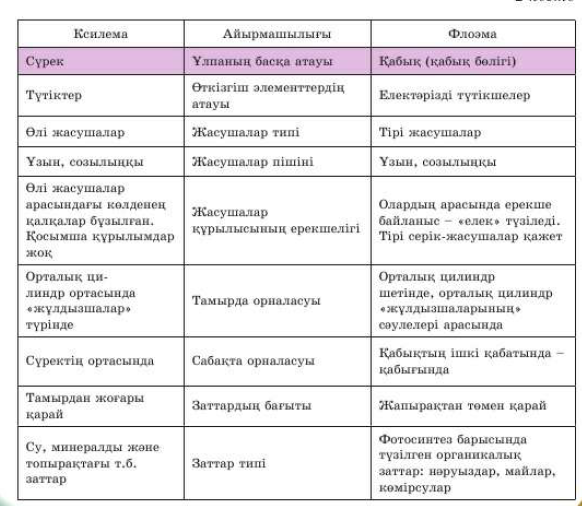 Ксилема Айырмашылығы Флоэма
Сүрек Ұлпаның басқа атауы Қабық (қабық бөлігі)
Түтіктер Өткізгіш элементтердің атауы Електәрізді түтікшелер
Өлі жасушалар Жасушалар типі Тірі жасушалар
Ұзын, созылыңқы Жасушалар пішіні Ұзын, созылыңқы
Өлі жасушалар
арасындағы көлденең
қалқалар бұзылған.
Қосымша құрылымдар
жоқ
Жасушалар
құрылысының ерекшелігі
Олардың арасында ерекше
байланыс – «елек» түзіледі.
Тірі серік-жасушалар қажет
Орталық ци-
линдр ортасында
«жұлдызшалар»
түрінде
Тамырда орналасуы
Орталық цилиндр
шетінде, орталық цилиндр
«жұлдызшаларының»
сәулелері арасында
Сүректің ортасында
Сабақта орналасуы
Қабықтың ішкі қабатында –
қабығында
Тамырдан жоғары
қарай
Заттардың бағыты
Жапырақтан төмен қарай
Су, минералды және
топырақтағы т.б.
заттар
Заттар типі
Фотосинтез барысында
түзілген органикалық
заттар: нәруыздар, майлар,
көмірсулар